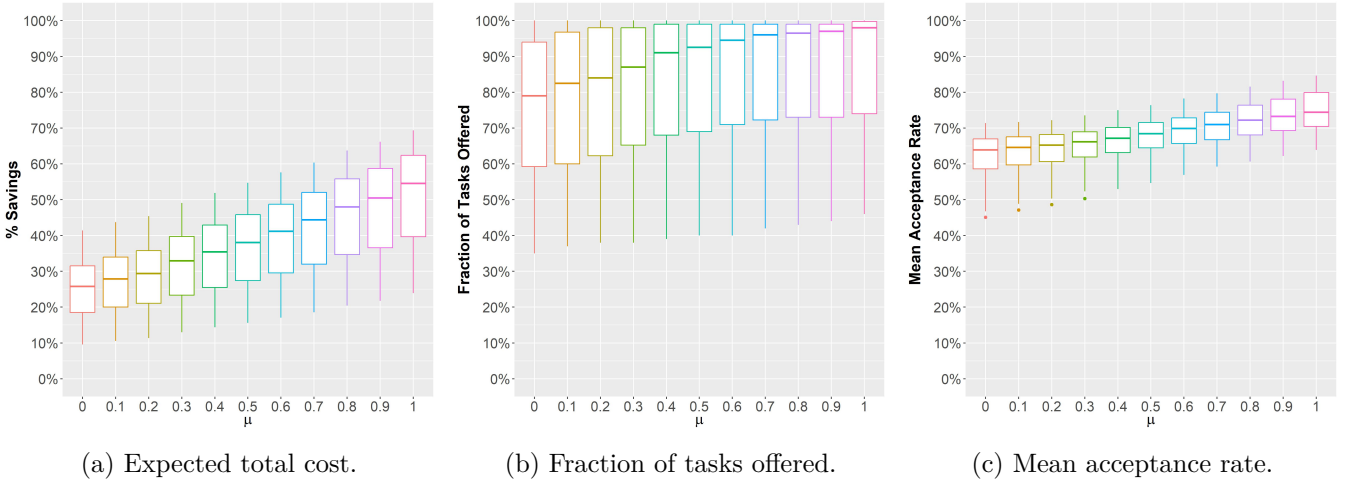 % Savings
100%
90%
80%
70%
60%
50%
40%
30%
20%
10%
0%
0 0.1 0.2 0.3 0.4 0.5 0.6 0.7 0.8 0.9 1
μ
(a) Expected total cost.
Fraction of Tasks Offered
100%
90%
80%
70%
60%
50%
40%
30%
20%
10%
0%
0 0.1 0.2 0.3 0.4 0.5 0.6 0.7 0.8 0.9 1
μ
(b) Fraction of tasks offered.
Mean Acceptance Rate
100%
90%
80%
70%
60%
50%
40%
30%
20%
10%
0%
0 0.1 0.2 0.3 0.4 0.5 0.6 0.7 0.8 0.9 1
μ
(c) Mean acceptance rate.